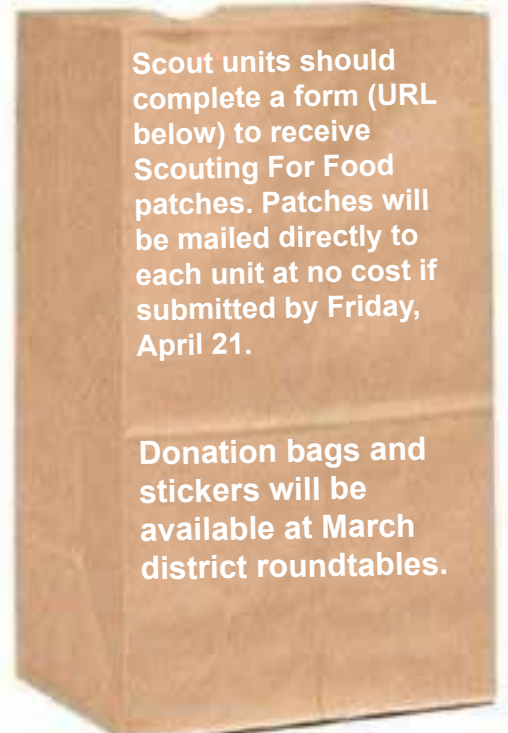 Scout units should
complete a form (URL
below) to receive
Scouting For Food
patches. Patches will
be mailed directly to
each unit at no cost if
submitted by Friday,
April 21.
Donation bags and
stickers will be
available at March
district roundtables.